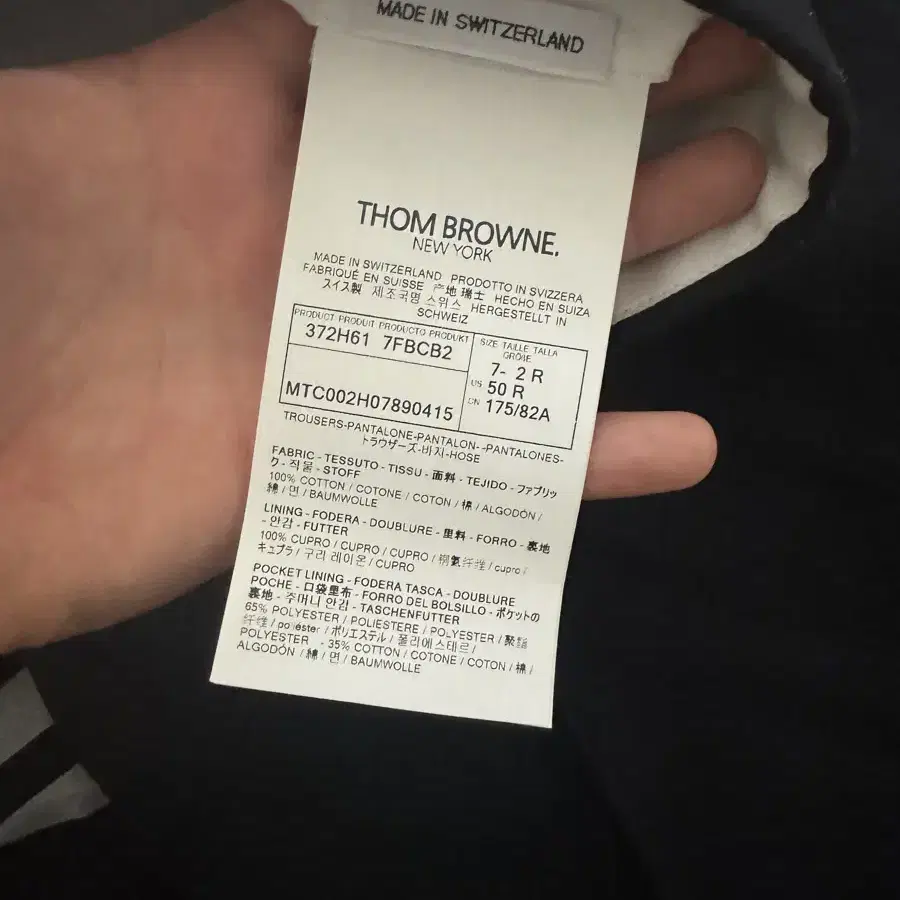 MADE IN SWITZERLAND
THOM BROWNE.
NEW YORK
MADE IN SWITZERLAND PRODOTTO IN SVIZZERA
FABRIQUÉ EN SUISSE 产地 瑞士 HECHO EN SUIZA
スイス製 제조국명 스위스 HERGESTELLT IN
SCHWEIZ
PRODUCT PRODUIT PRODUCTO PRODUKT
372H61 7FBCB2
MTC002H07890415
SIZE TAILLE TALLA
GRÖßE
7- 2 R
US 50 R
CN 175/82A
TROUSERS-PANTALONE-PANTALON- -PANTALONES-
トラウザーズ-바지-HOSE
FABRIC - TESSUTO - TISSU - 面料 - TEJIDO - ファブリッ
ク - 직물 - STOFF
100% COTTON / COTONE / COTON / 棉 / ALGODÓN /
綿 / 면 / BAUMWOLLE
LINING - FODERA - DOUBLURE - 里料 - FORRO - 裏地
- 안감 - FUTTER
100% CUPRO / CUPRO / CUPRO / 铜氨纤维 / cupro /
キュプラ / 구리 레이온 / CUPRO
POCKET LINING - FODERA TASCA - DOUBLURE
POCHE - 口袋里布 - FORRO DEL BOLSILLO - ポケットの
裏地 - 주머니 안감 - TASCHENFUTTER
65% POLYESTER / POLIESTERE / POLYESTER / 聚酯
纤维 / poliéster / ポリエステル / 폴리에스테르 /
POLYESTER - 35% COTTON / COTONE / COTON / 棉 /
ALGODÓN / 綿 / 면 / BAUMWOLLE